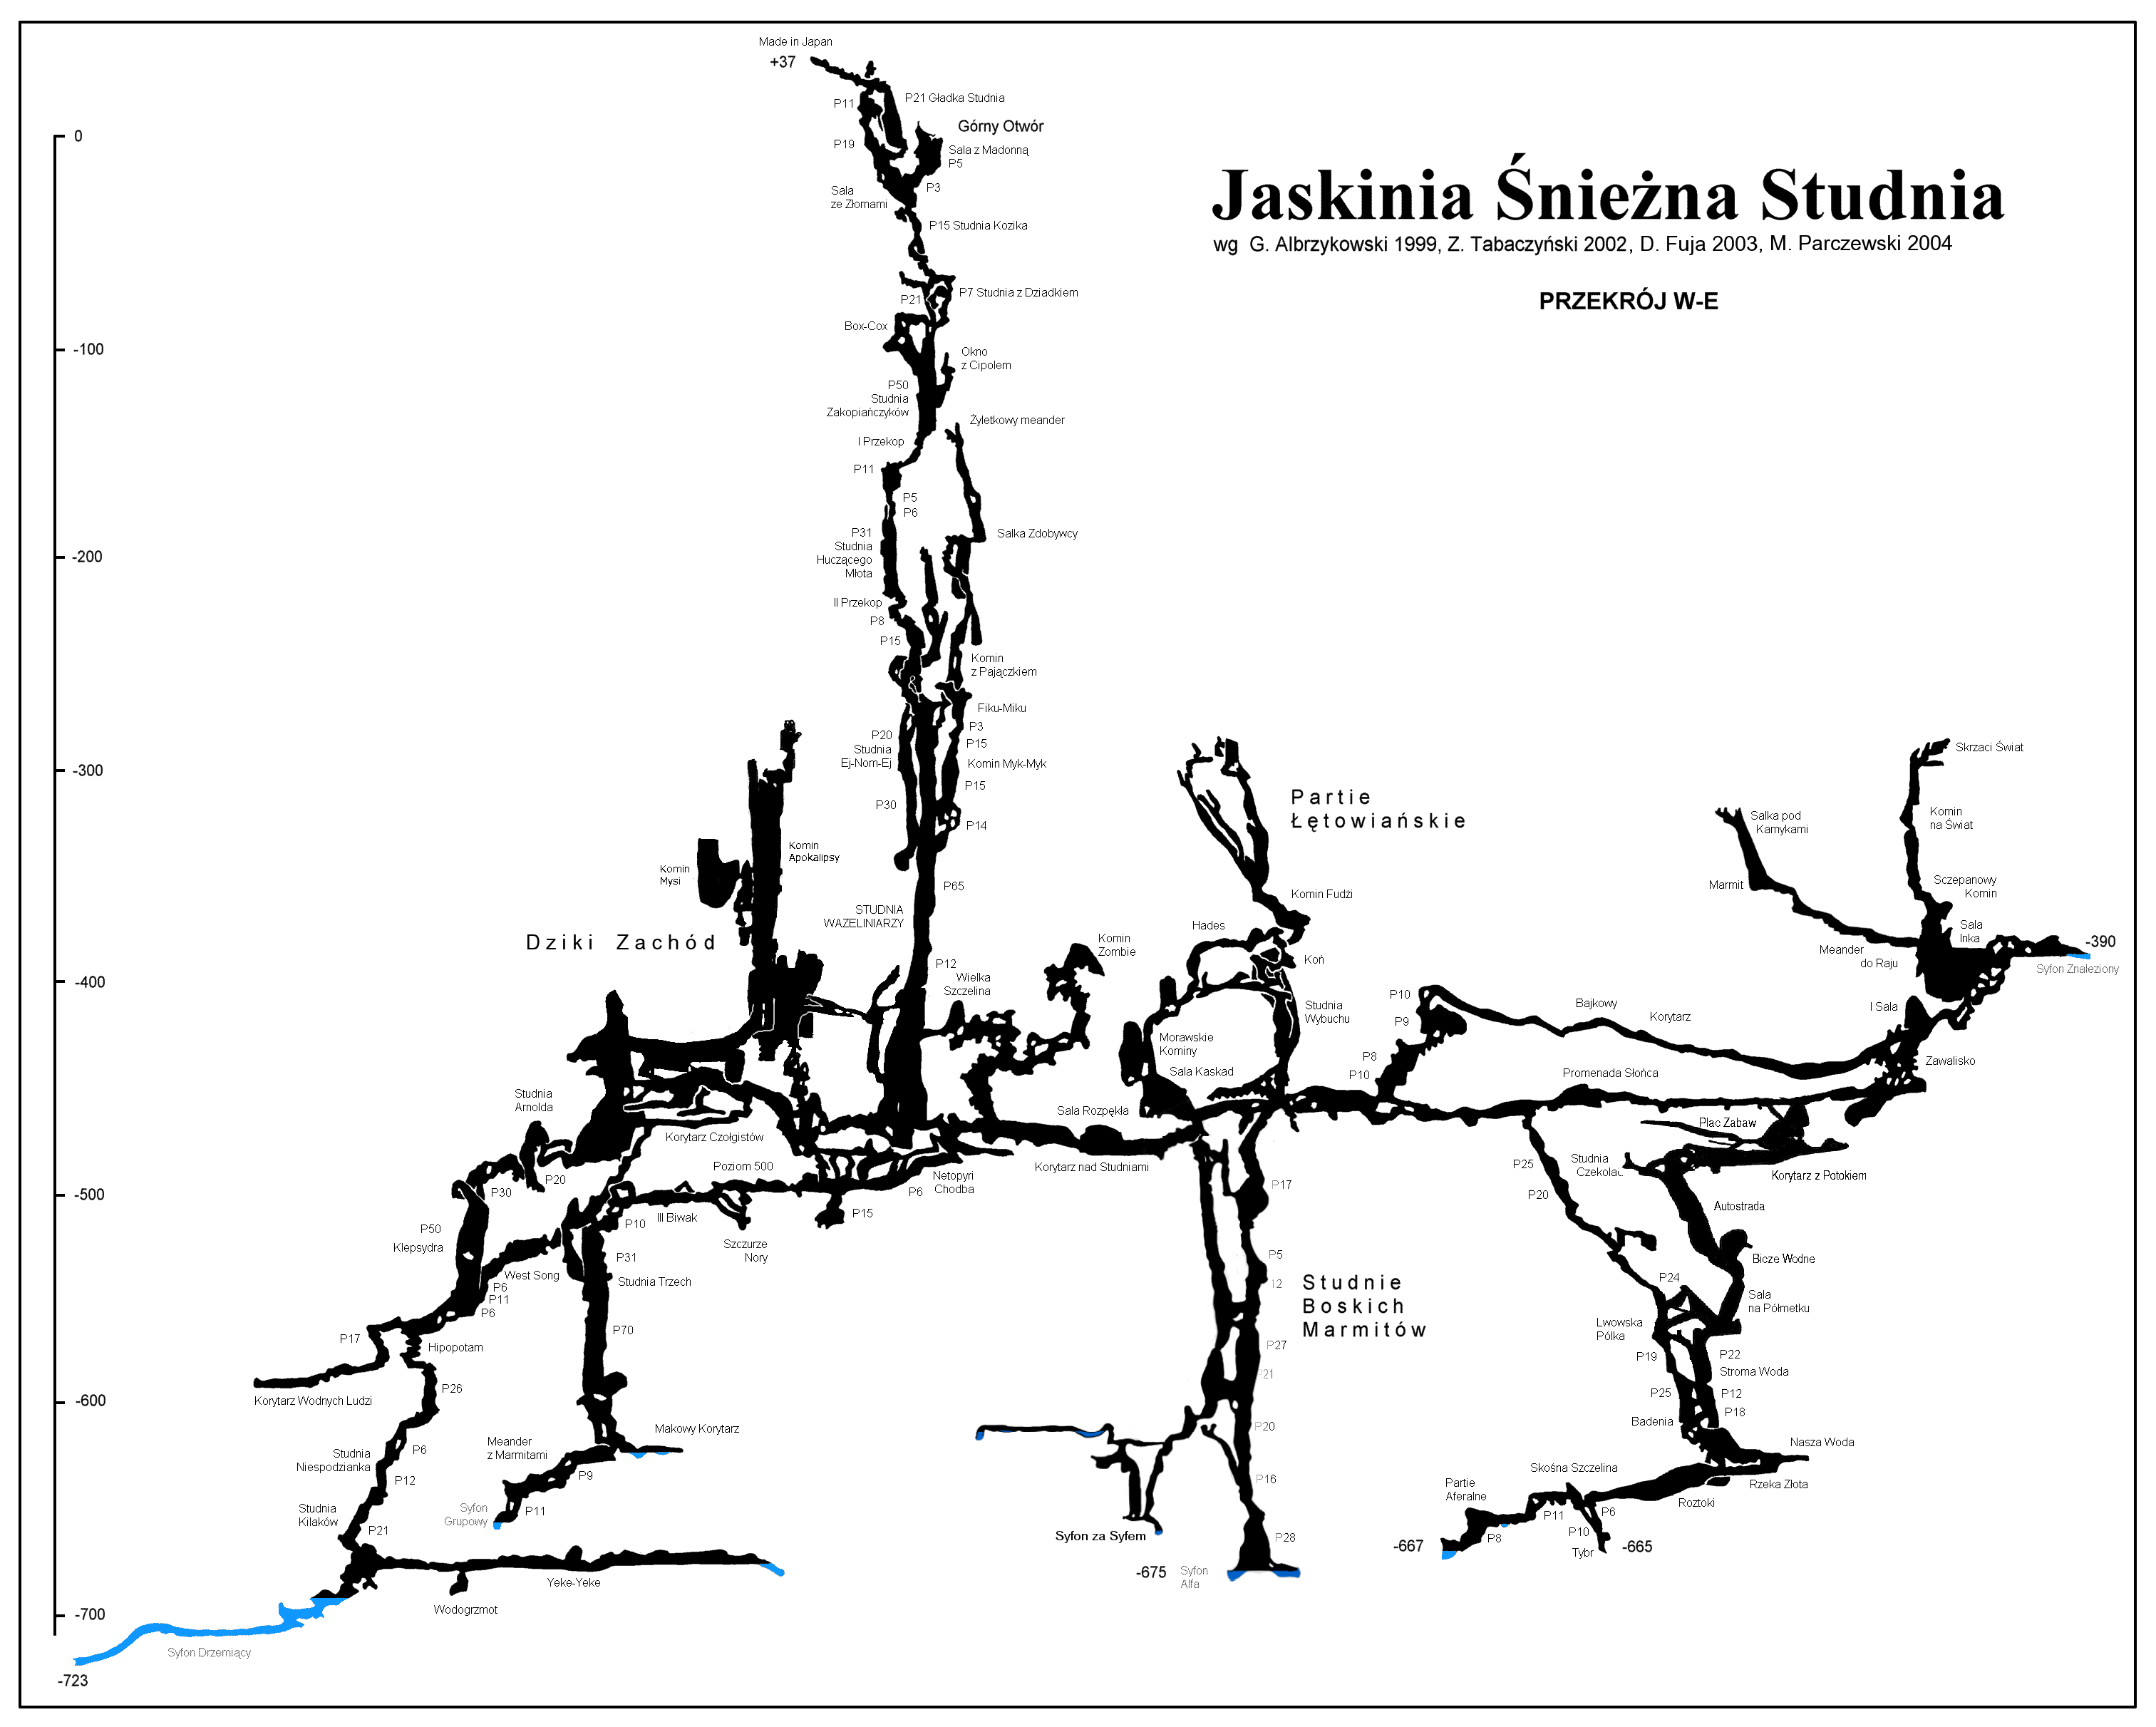 Made in Japan
+37
P11
P21 Gładka Studnia
0
Górny Otwór
P19
Sala z Madonną
P5
P3
Sala
ze Złomami
P15 Studnia Kozika
Jaskinia Śnieżna Studnia
wg G. Albrzykowski 1999, Z. Tabaczyński 2002, D. Fuja 2003, M. Parczewski 2004
PRZEKRÓJ W-E
P7 Studnia z Dziadkiem
P21
Box-Cox
-100
Okno
z Cipolem
P50
Studnia
Zakopiańczyków
Żyletkowy meander
I Przekop
P11
P5
P6
P31
Studnia
Huczącego
Młota
Salka Zdobywcy
-200
II Przekop
P8
P15
Komin
z Pajączkiem
Fiku-Miku
P3
P20
Studnia
Ej-Nom-Ej
P15
Komin Myk-Myk
P15
P30
P14
-300
Komin
Apokalipsy
Komin
Mysi
P65
STUDNIA
WAZELINIARZY
Dziki Zachód
P12
Wielka
Szczelina
Komin
Zombie
Partie
Łętowiańskie
Komin Fudżi
Hades
Koń
Studnia
Wybuchu
Morawskie
Kominy
Sala Kaskad
Sala Rozpękła
Skrzaci Świat
Salka pod
Kamykami
Komin
na Świat
Marmit
Sczepanowy
Komin
Sala
Inka
-390
Meander
do Raju
Syfon Znaleziony
P10
P9
P8
P10
Bajkowy
Korytarz
I Sala
Zawalisko
Promenada Słońca
Plac Zabaw
-400
Studnia
Arnolda
Korytarz Czołgistów
Poziom 500
Netopyri
Chodba
Korytarz nad Studniami
P20
P30
P6
P15
III Biwak
Szczurze
Nory
P10
P31
Studnia Trzech
P70
-500
P50
Klepsydra
West Song
P6
P11
P6
P17
Hipopotam
Korytarz Wodnych Ludzi
P26
-600
P17
P5
12
Studnie
Boskich
Marmitów
P27
P21
P20
P16
P28
P25
P20
Studnia
Czekolad
Korytarz z Potokiem
Autostrada
Bicze Wodne
P24
Sala
na Półmetku
Lwowska
Półka
P19
P22
Stroma Woda
P25
P12
P18
Badenia
Nasza Woda
Rzeka Złota
Roztoki
Skośna Szczelina
Partie
Aferalne
P11
P6
P10
Tybr
-665
P8
-667
Makowy Korytarz
Meander
z Marmitami
P9
Syfon
Grupowy
P11
Studnia
Niespodzianka
P6
P12
Studnia
Kilaków
P21
Syfon za Syfem
-675
Syfon
Alfa
Yeke-Yeke
Wodogrzmot
-700
Syfon Drzemiący
-723